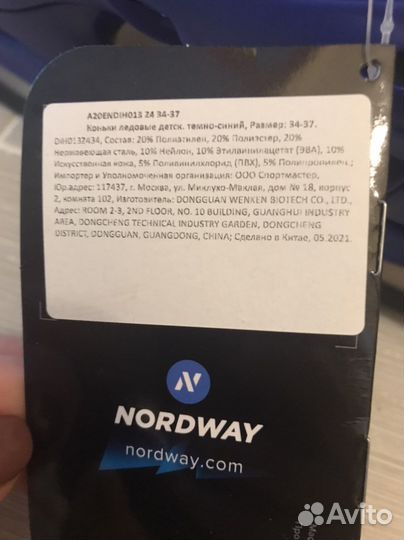 A20ENDIH013 Z4 34-37
Коньки ледовые детск. темно-синий, Размер: 34-37.
DIH013Z434, Состав: 20% Полиэтилен, 20% Полиэстер, 20%
Нержавеющая сталь, 10% Нейлон, 10% Этиленвинилацетат (ЭВА), 10%
Искусственная кожа, 5% Поливинилхлорид (ПВХ), 5% Полипропилен.;
Импортер и Уполномоченная организация: ООО Спортмастер,
Юр.адрес: 117437, г. Москва, ул. Миклухо-Маклая, дом № 18, корпус
2, комната 102, Изготовитель: DONGGUAN WENKEN BIOTECH CO., LTD.,
Адрес: ROOM 2-3, 2ND FLOOR, NO. 10 BUILDING, GUANGHUI INDUSTRY
AREA, DONGCHENG TECHNICAL INDUSTRY GARDEN, DONGCHENG
DISTRICT, DONGGUAN, GUANGDONG, CHINA; Сделано в Китае, 05.2021.
N
NORDWAY
nordway.com
Avito